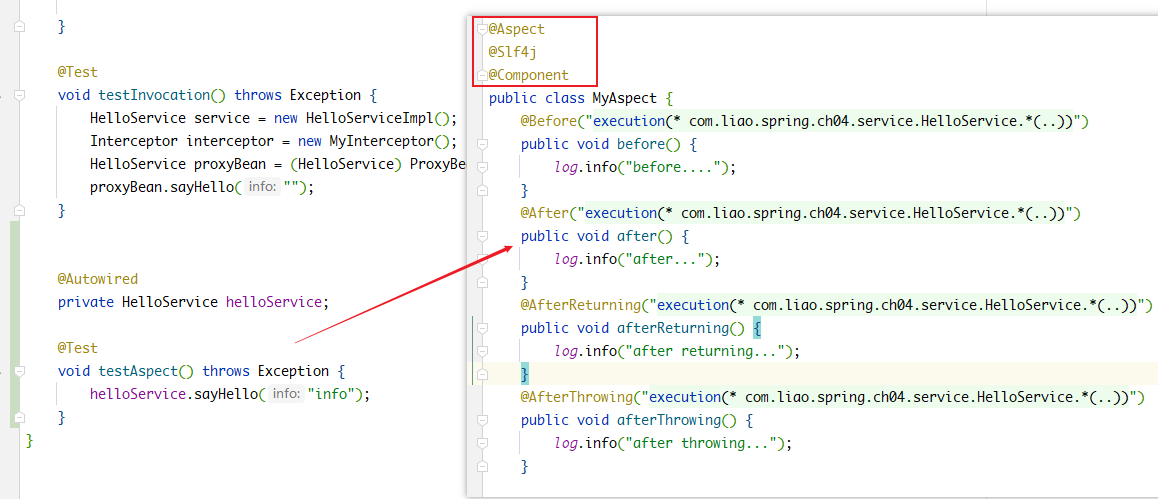 }
@Test
void testInvocation() throws Exception {
HelloService service = new HelloServiceImpl();
Interceptor interceptor = new MyInterceptor();
HelloService proxyBean = (HelloService) ProxyBe
proxyBean.sayHello( info: "");
}
@Autowired
private HelloService helloService;
@Test
void testAspect() throws Exception {
helloService.sayHello( info: "info");
}
}
@Aspect
@Slf4j
@Component
public class MyAspect {
@Before("execution(* com.liao.spring.ch04.service.HelloService.*(..))")
public void before() {
log.info("before....");
}
@After("execution(* com.liao.spring.ch04.service.HelloService.*(..))")
public void after() {
log.info("after...");
}
@AfterReturning("execution(* com.liao.spring.ch04.service.HelloService.*(..))")
public void afterReturning() {
log.info("after returning...");
}
@AfterThrowing("execution(* com.liao.spring.ch04.service.HelloService.*(..))")
public void afterThrowing() {
log.info("after throwing...");
}